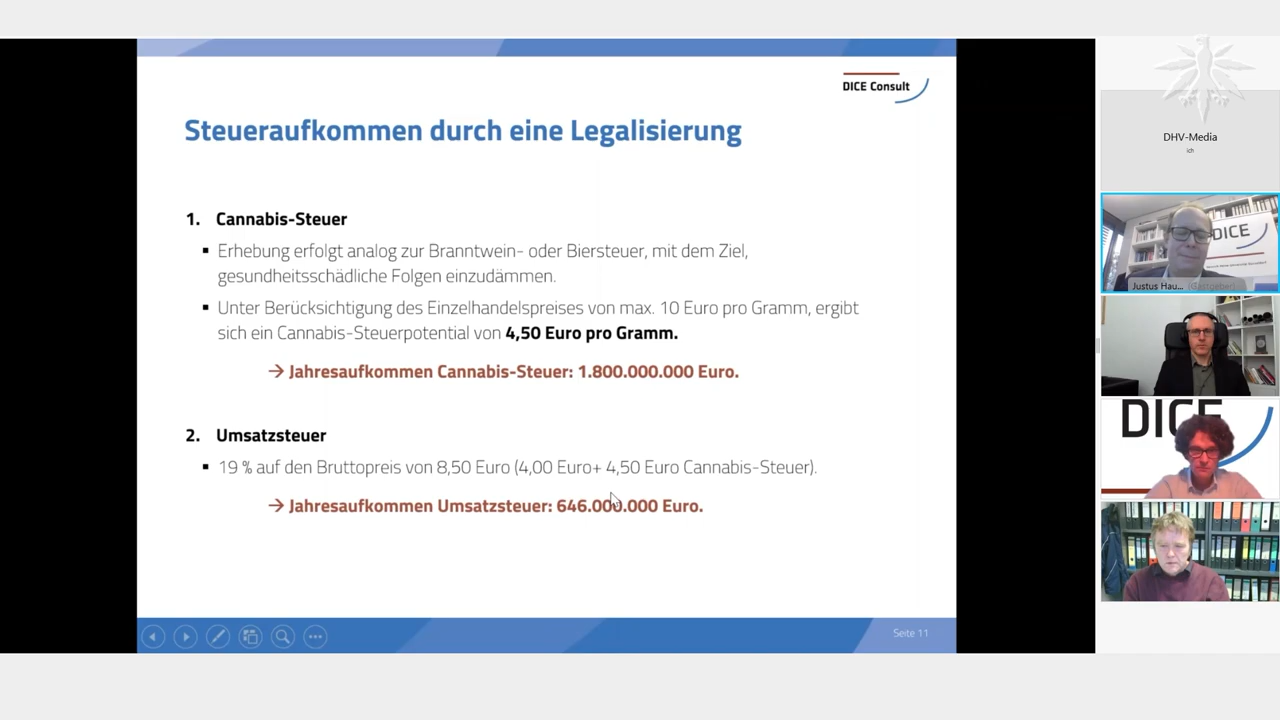 DICE Consult
Steueraufkommen durch eine Legalisierung
1. Cannabis-Steuer
▪ Erhebung erfolgt analog zur Branntwein- oder Biersteuer, mit dem Ziel,
gesundheitsschädliche Folgen einzudämmen.
▪ Unter Berücksichtigung des Einzelhandelspreises von max. 10 Euro pro Gramm, ergibt
sich ein Cannabis-Steuerpotential von 4,50 Euro pro Gramm.
→ Jahresaufkommen Cannabis-Steuer: 1.800.000.000 Euro.
2. Umsatzsteuer
▪ 19 % auf den Bruttopreis von 8,50 Euro (4,00 Euro+ 4,50 Euro Cannabis-Steuer).
→ Jahresaufkommen Umsatzsteuer: 646.000.000 Euro.
Seite 11
DHV-Media
Ich
DICE
Justus Hau... (Gastgeber)
DICE